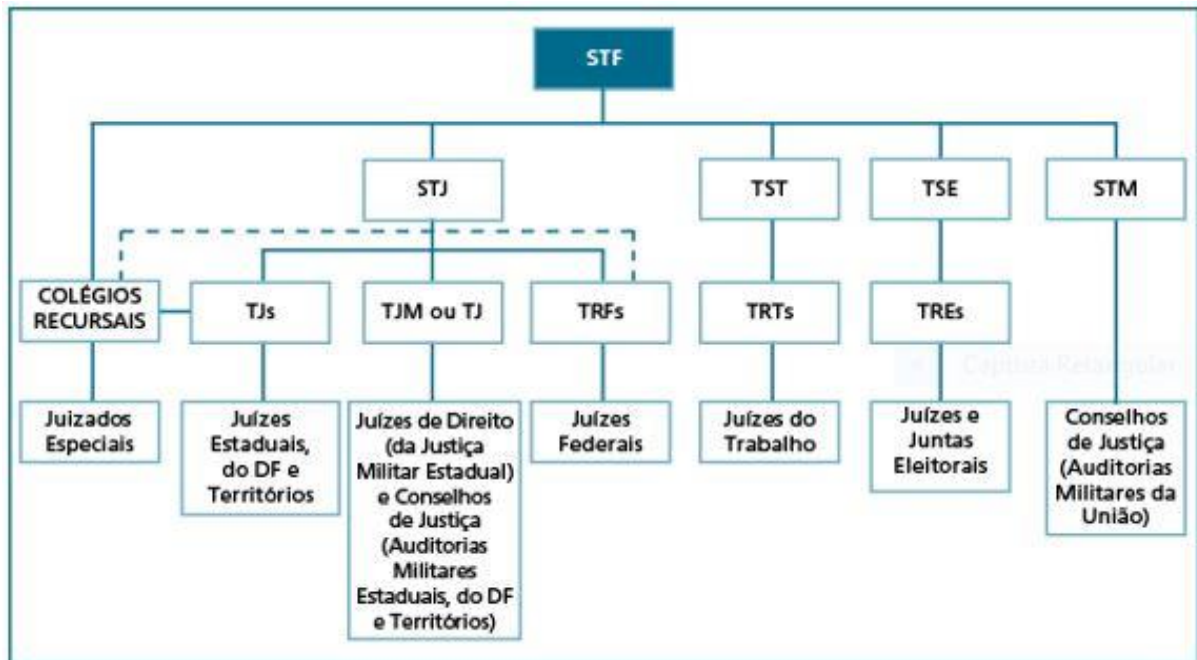 STF
STJ
TST
TSE
STM
COLÉGIOS
RECURSAIS
TJs
TJM ou TJ
TRFs
TRTs
TREs
Captura Retangular
Juizados
Especiais
Juízes
Estaduais,
do DF e
Territórios
Juízes de Direito
(da Justiça
Militar Estadual)
e Conselhos
de Justiça
(Auditorias
Militares
Estaduais, do DF
e Territórios)
Juízes
Federais
Juízes do
Trabalho
Juízes e
Juntas
Eleitorais
Conselhos
de Justiça
(Auditorias
Militares da
União)